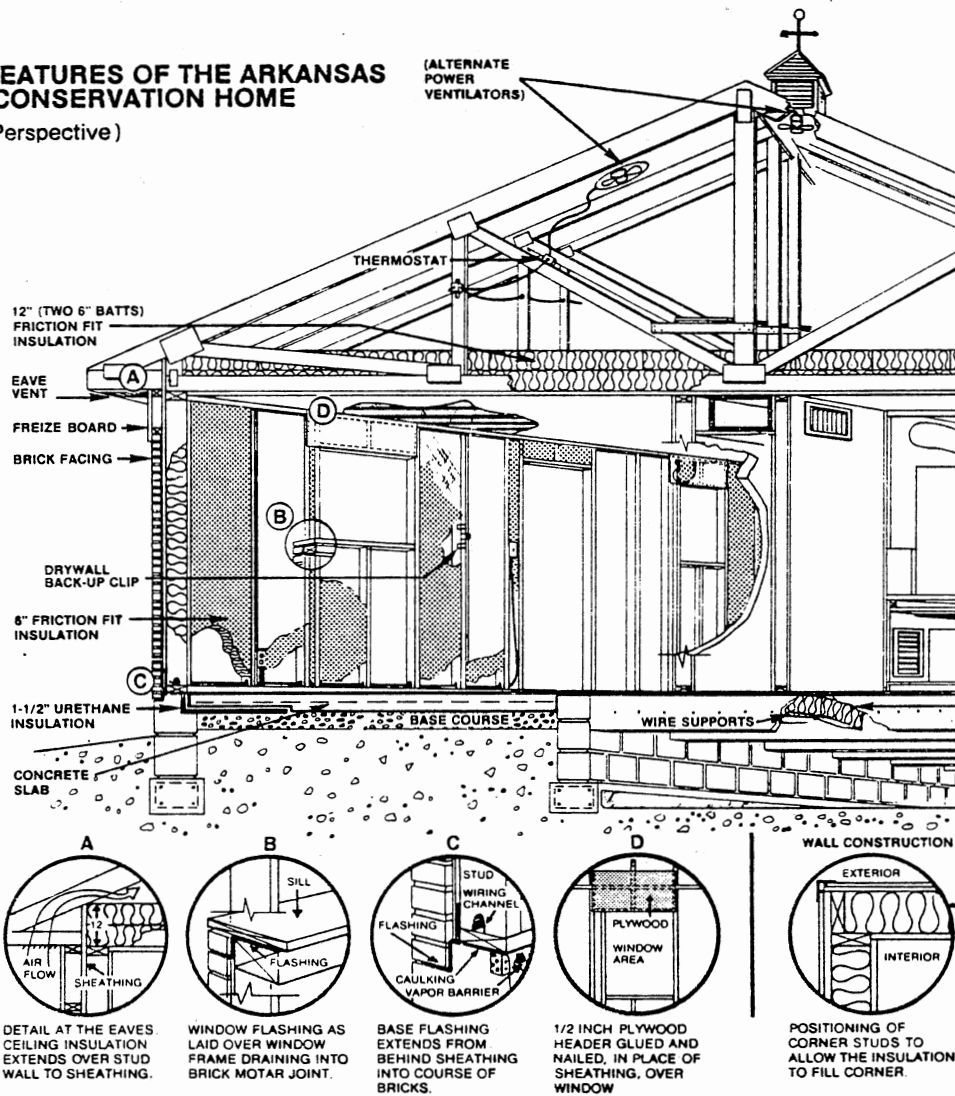 EATURES OF THE ARKANSAS
CONSERVATION HOME
Perspective)
(ALTERNATE
POWER
VENTILATORS)
THERMOSTAT
12" (TWO 6" BATTS)
FRICTION FIT
INSULATION
EAVE
VENT
A
D
FREIZE BOARD
BRICK FACING
B
DRYWALL
BACK-UP CLIP
6" FRICTION FIT
INSULATION
C
1-1/2" URETHANE
INSULATION
BASE COURSE
WIRE SUPPORTS
CONCRETE
SLAB
A
12
AIR
FLOW
SHEATHING
DETAIL AT THE EAVES.
CEILING INSULATION
EXTENDS OVER STUD
WALL TO SHEATHING.
B
SILL
FLASHING
WINDOW FLASHING AS
LAID OVER WINDOW
FRAME DRAINING INTO
BRICK MOTAR JOINT.
C
STUD
WIRING
CHANNEL
FLASHING
CAULKING
VAPOR BARRIER
BASE FLASHING
EXTENDS FROM
BEHIND SHEATHING
INTO COURSE OF
BRICKS.
D
PLYWOOD
WINDOW
AREA
1/2 INCH PLYWOOD
HEADER GLUED AND
NAILED, IN PLACE OF
SHEATHING, OVER
WINDOW
WALL CONSTRUCTION
EXTERIOR
INTERIOR
POSITIONING OF
CORNER STUDS TO
ALLOW THE INSULATION
TO FILL CORNER.